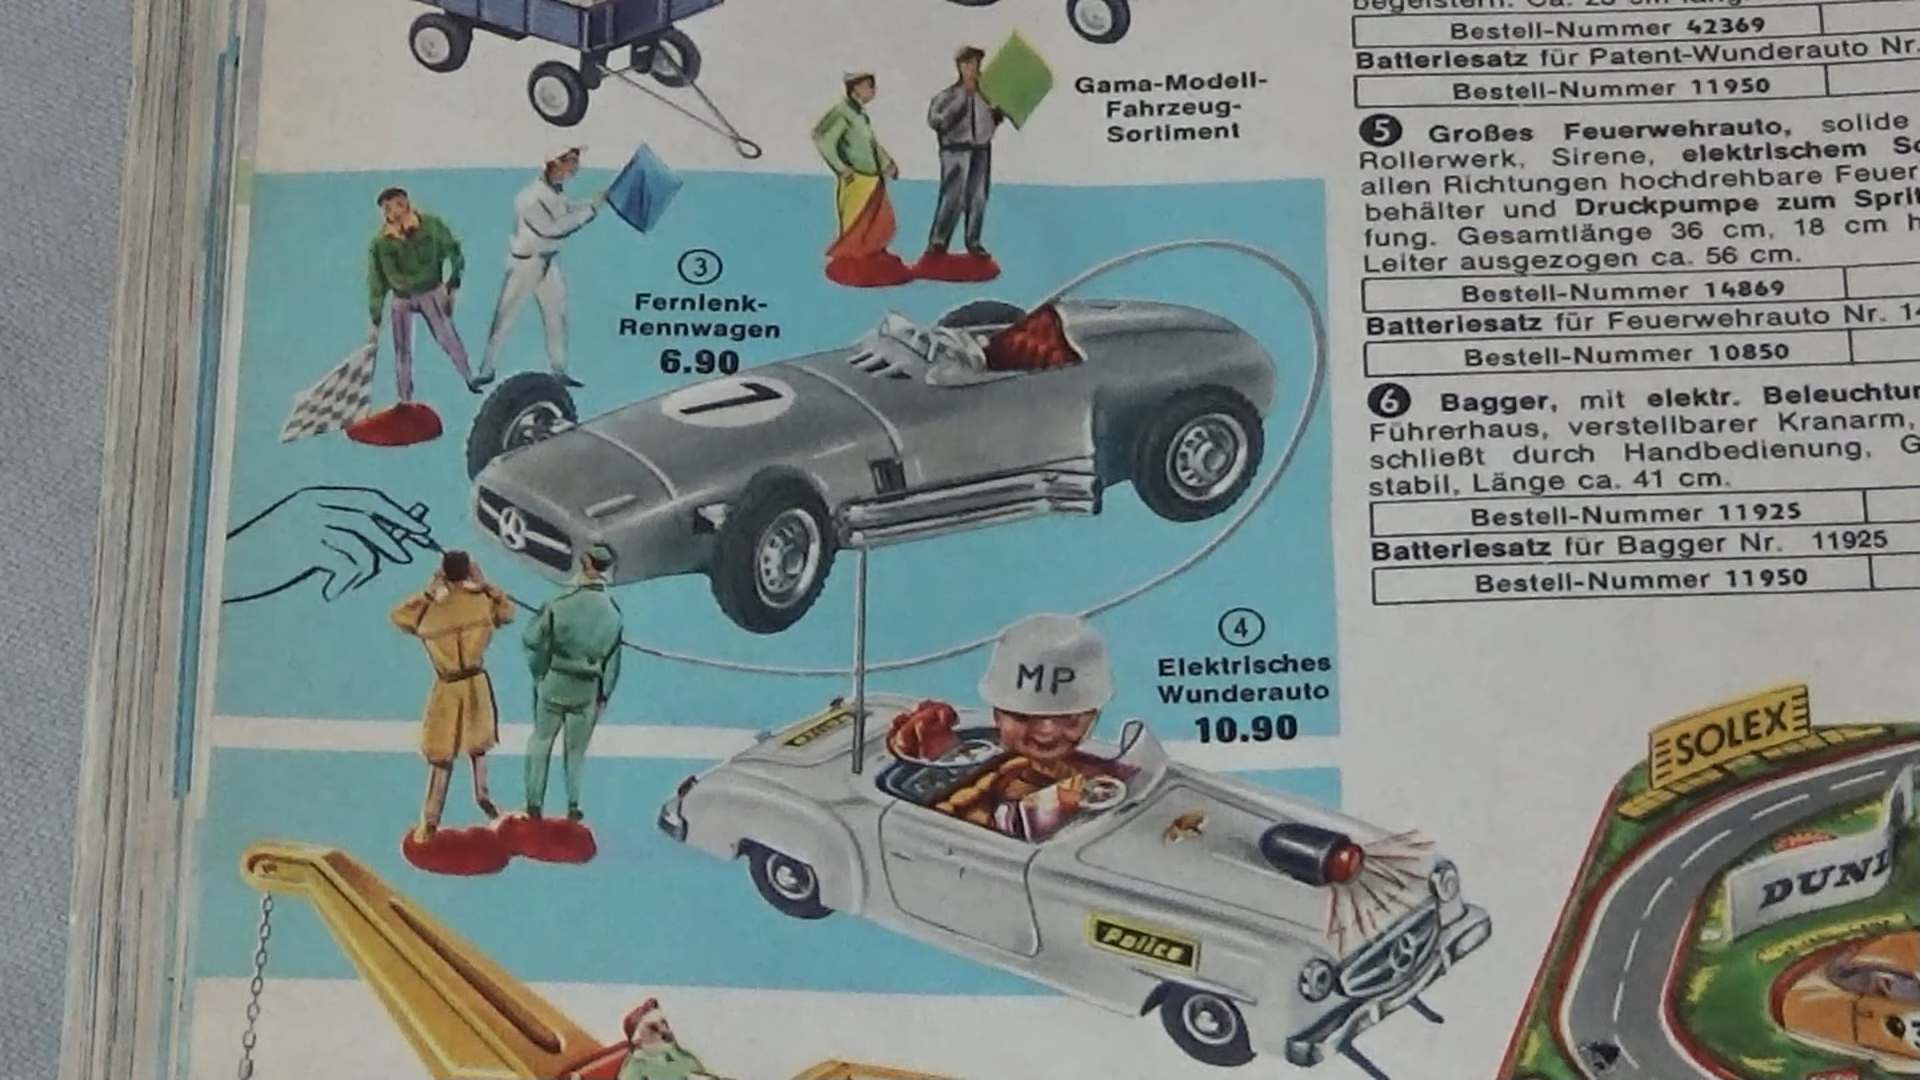 Gama-Modell-
Fahrzeug-
Sortiment
3
Fernlenk-
Rennwagen
6.90
7
MP
4
Elektrisches
Wunderauto
10.90
Police
Bestell-Nummer 42369
Batteriesatz für Patent-Wunderauto Nr.
Bestell-Nummer 11950
5 Großes Feuerwehrauto, solide
Rollerwerk, Sirene, elektrischem
allen Richtungen hochdrehbare
behälter und Druckpumpe zum
fung. Gesamtlänge 36 cm, 18 cm
Leiter ausgezogen ca. 56 cm.
Bestell-Nummer 14869
Batteriesatz für Feuerwehrauto Nr.
Bestell-Nummer 10850
6 Bagger, mit elektr.
Führerhaus, verstellbarer Kranarm,
schließt durch Handbedienung,
stabil, Länge ca. 41 cm.
Bestell-Nummer 11925
Batteriesatz für Bagger Nr. 11925
Bestell-Nummer 11950
SOLEX